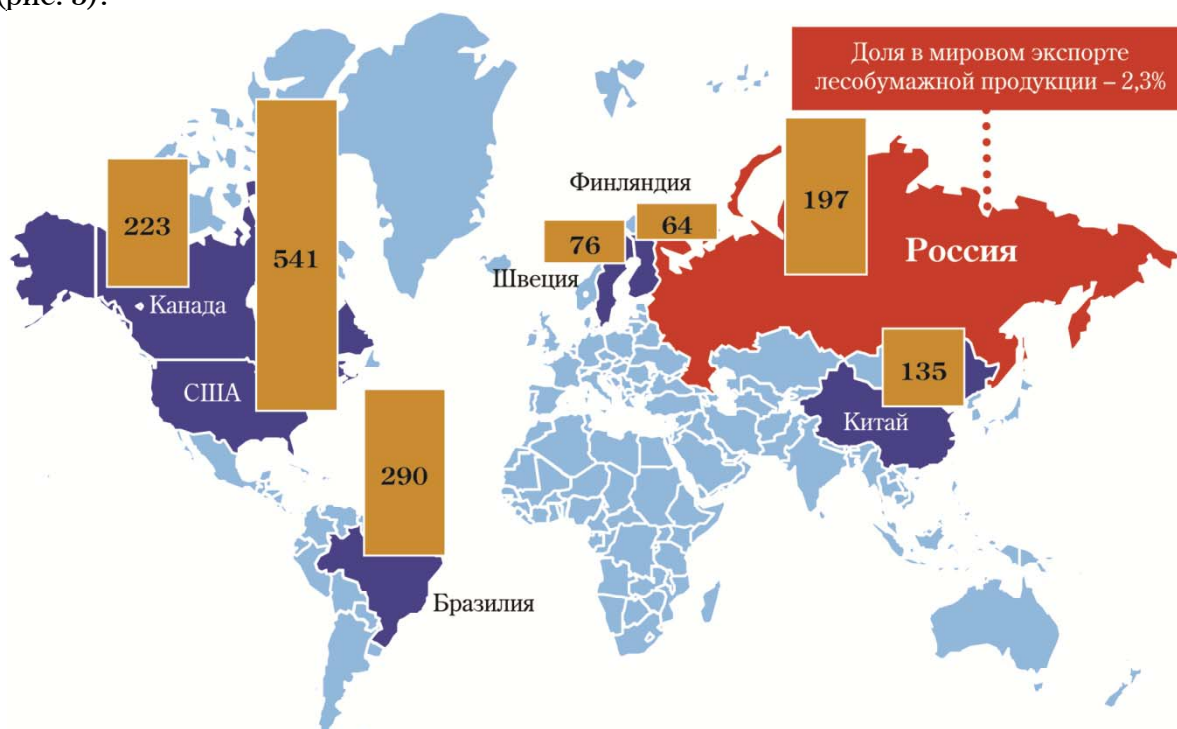 (рис. 3).
Доля в мировом экспорте
лесобумажной продукции – 2,3%
Финляндия
197
223
64
76
541
Россия
Швеция
Канада
135
США
Китай
290
Бразилия